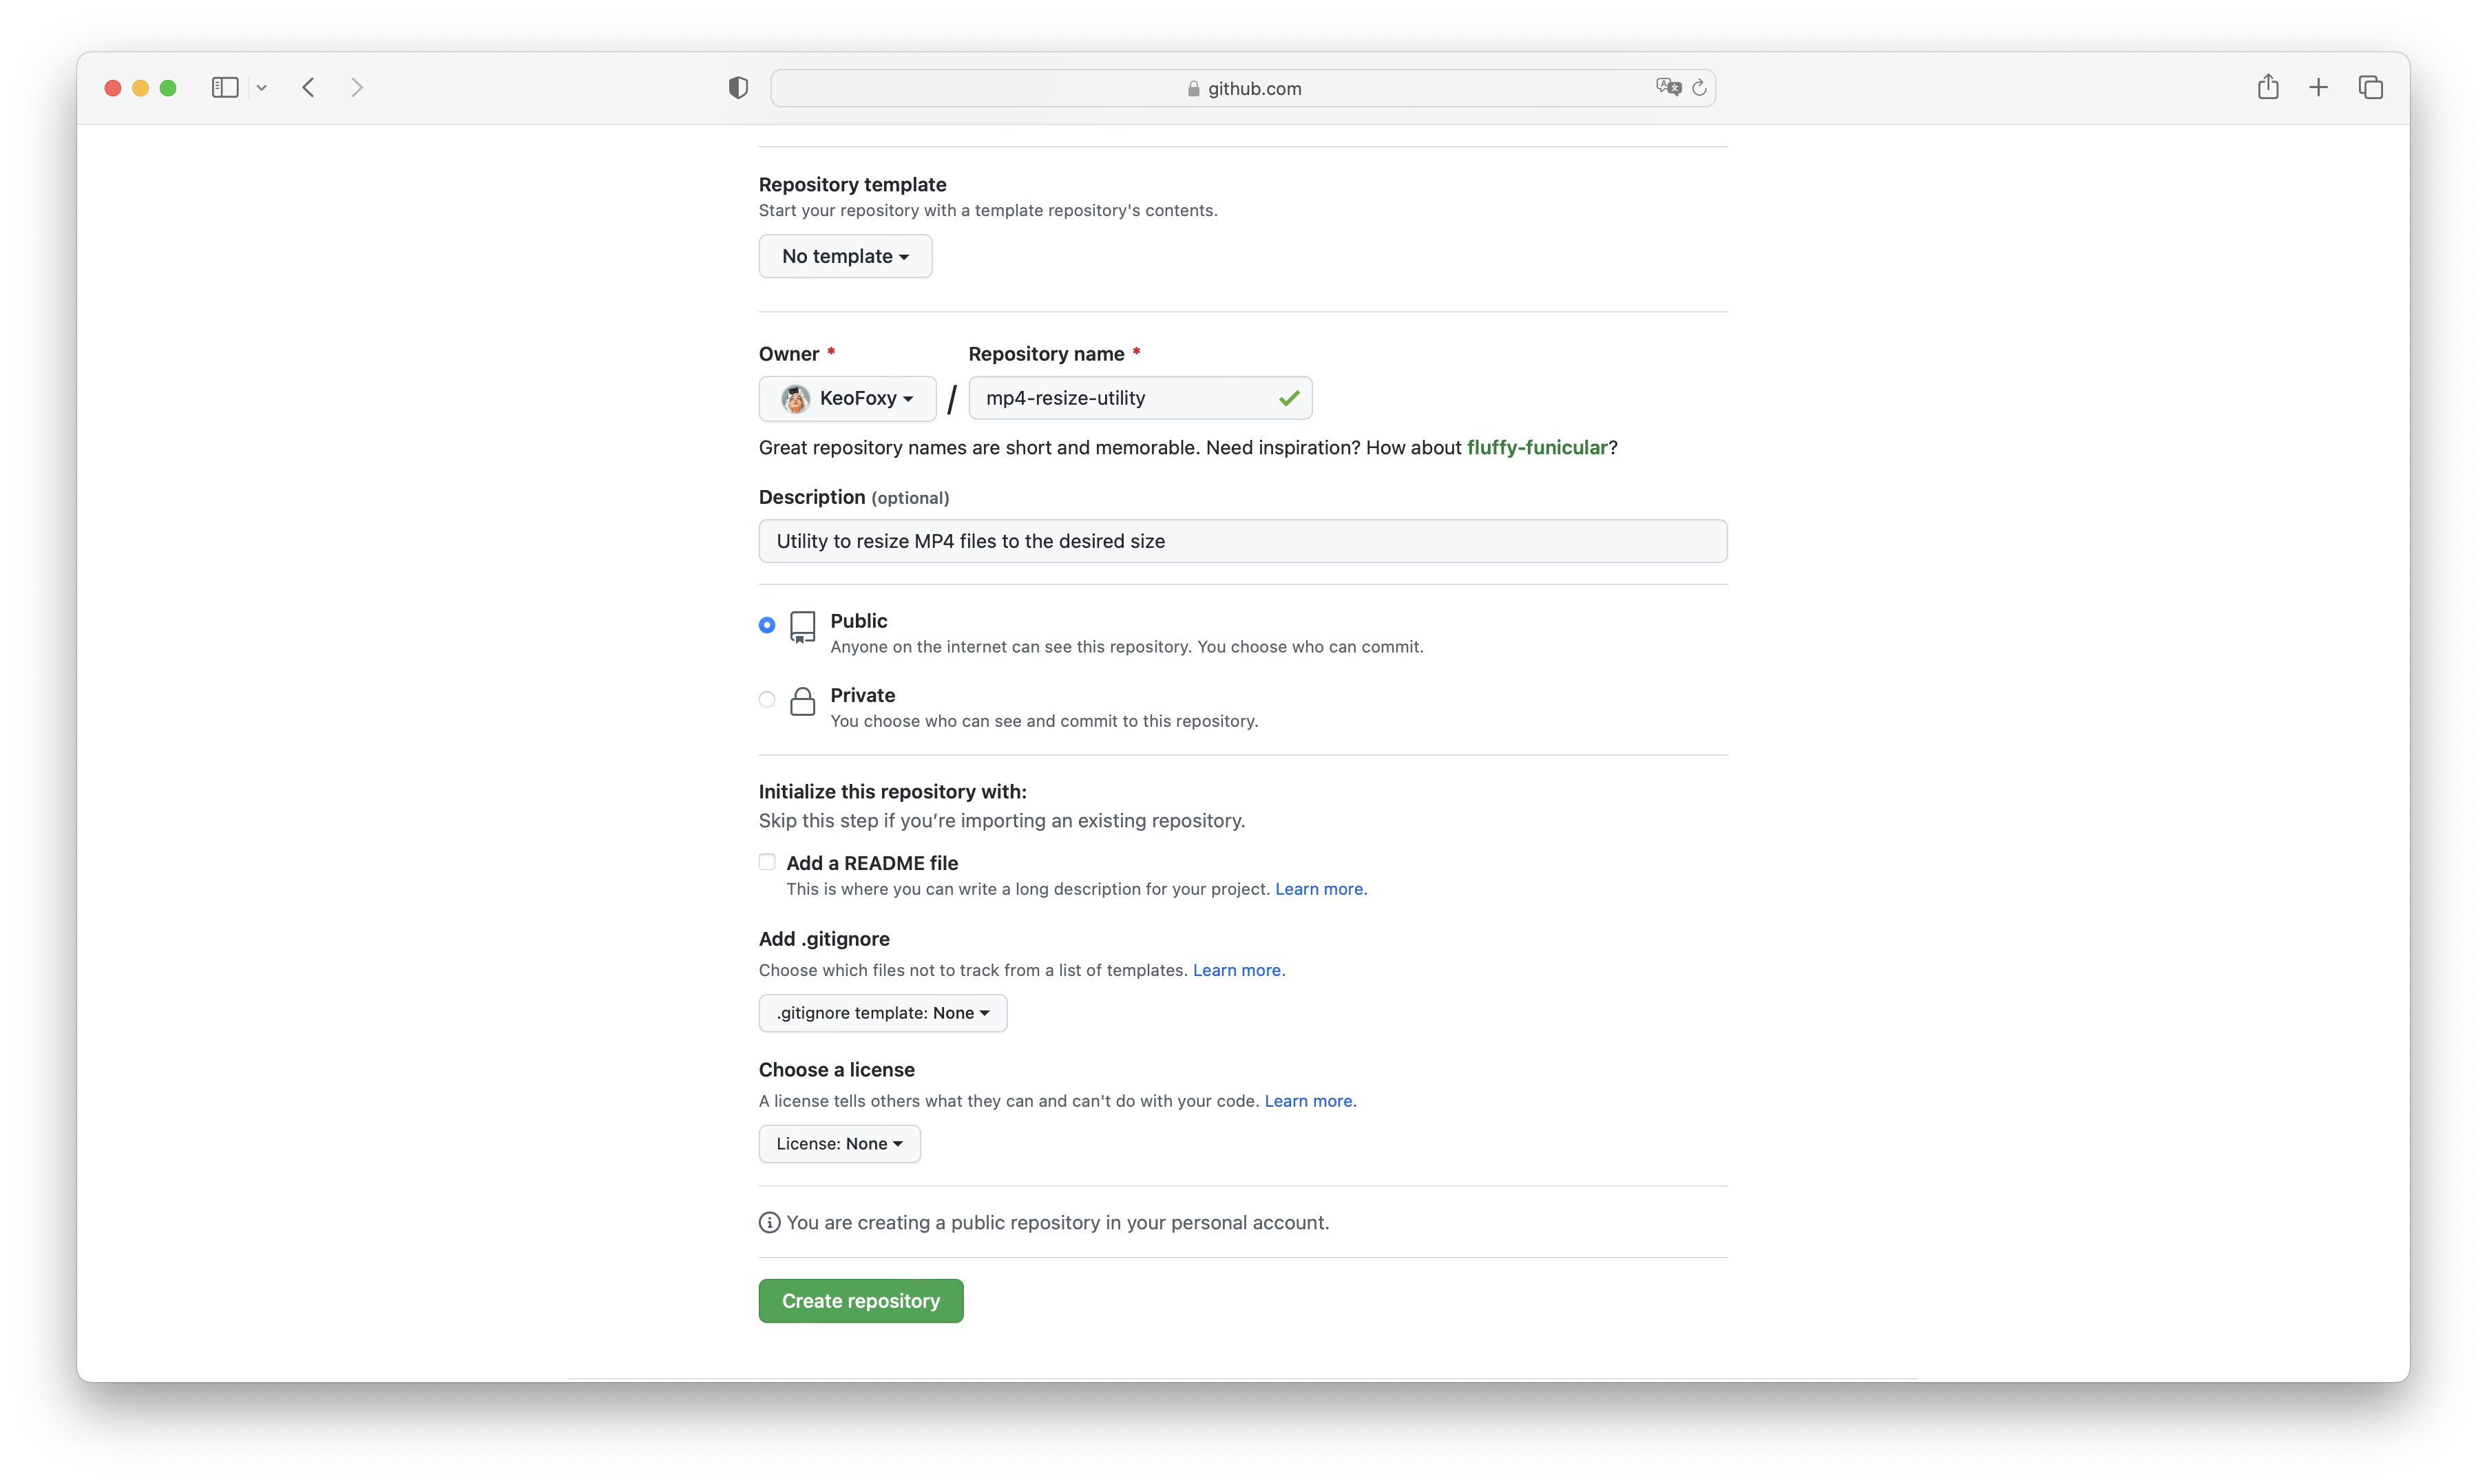 github.com
Repository template
Start your repository with a template repository's contents.
No template
Owner *
Repository name *
KeoFoxy / mp4-resize-utility
Great repository names are short and memorable. Need inspiration? How about fluffy-funicular?
Description (optional)
Utility to resize MP4 files to the desired size
Public
Anyone on the internet can see this repository. You choose who can commit.
Private
You choose who can see and commit to this repository.
Initialize this repository with:
Skip this step if you’re importing an existing repository.
Add a README file
This is where you can write a long description for your project. Learn more.
Add .gitignore
Choose which files not to track from a list of templates. Learn more.
.gitignore template: None
Choose a license
A license tells others what they can and can't do with your code. Learn more.
License: None
You are creating a public repository in your personal account.
Create repository